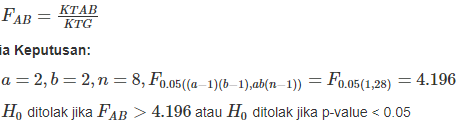 F_{AB} = \frac{KTAB}{KTG}
ia Keputusan:
a = 2, b = 2, n = 8, F_{0.05((a−1)(b−1),ab(n−1))} = F_{0.05(1,28)} = 4.196
H_0 ditolak jika F_{AB} > 4.196 atau H_0 ditolak jika p-value < 0.05